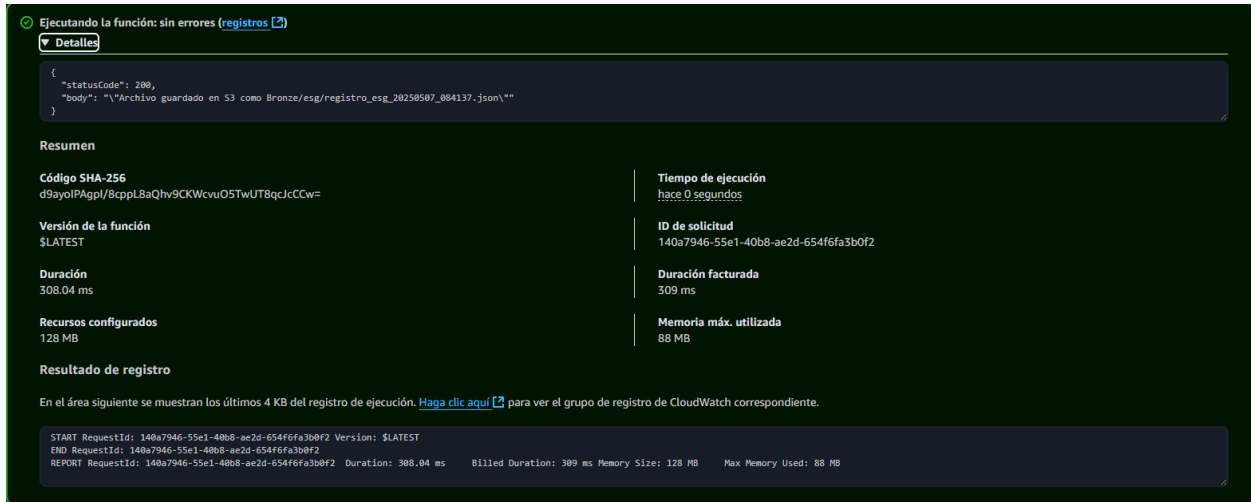 Ejecutando la función: sin errores (registros)
▼ Detalles
{
"statusCode": 200,
"body": "\"Archivo guardado en S3 como Bronze/esg/registro_esg_20250507_084137.json\""
}
Resumen
Código SHA-256
d9ayoIPAgpI/8cppL8aQhv9CKWcvuO5TwUT8qcJcCCw=
Tiempo de ejecución
hace 0 segundos
Versión de la función
$LATEST
ID de solicitud
140a7946-55e1-40b8-ae2d-654f6fa3b0f2
Duración
308.04 ms
Duración facturada
309 ms
Recursos configurados
128 MB
Memoria máx. utilizada
88 MB
Resultado de registro
En el área siguiente se muestran los últimos 4 KB del registro de ejecución. Haga clic aquí para ver el grupo de registro de CloudWatch correspondiente.
START RequestId: 140a7946-55e1-40b8-ae2d-654f6fa3b0f2 Version: $LATEST
END RequestId: 140a7946-55e1-40b8-ae2d-654f6fa3b0f2
REPORT RequestId: 140a7946-55e1-40b8-ae2d-654f6fa3b0f2 Duration: 308.04 ms Billed Duration: 309 ms Memory Size: 128 MB Max Memory Used: 88 MB